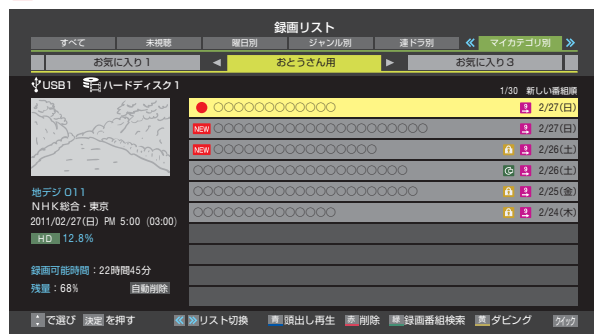 録画リスト
すべて 未視聴 曜日別 ジャンル別 連ドラ別 マイカテゴリ別
お気に入り1 ◀ おとうさん用 ▶ お気に入り3
USB1 ハードディスク1 1/30 新しい番組順
○○○○○○○○○○○○ 9 2/27(日)
NEW ○○○○○○○○○○○○○○○○○○○○○ 9 2/27(日)
NEW ○○○○○○○○○○○○○○○○ 9 2/26(土)
○○○○○○○○○○○○○○○○○○○○○ G 9 2/26(土)
○○○○○○○○○○○○○○○○○○○○○○ 9 2/25(金)
○○○○○○○○○○○○○○ 9 2/24(木)
地デジ 011
NHK総合・東京
2011/02/27(日) PM 5:00 (03:00)
HD 12.8%
録画可能時間：22時間45分
残量：68% 自動削除
で選び 決定 を押す リスト切換 青 頭出し再生 赤 削除 緑 録画番組検索 黄 ダビング クイック